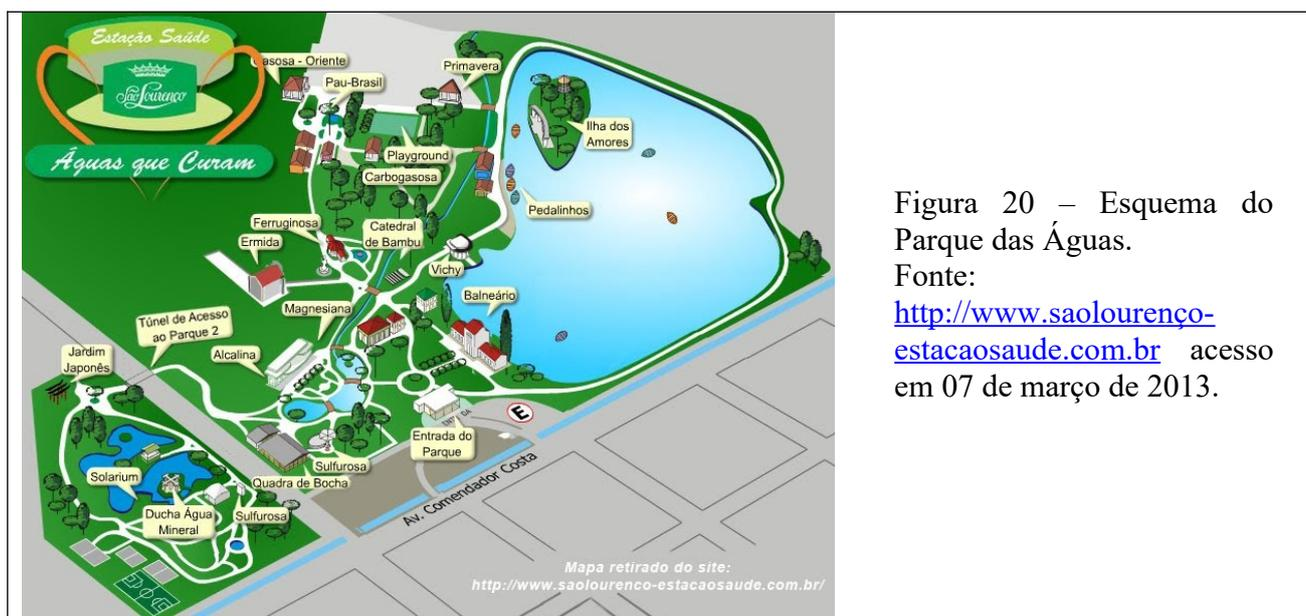 Estação Saúde
São Lourenço
Águas que Curam
Gasosa - Oriente
Pau-Brasil
Primavera
Ilha dos
Amores
Playground
Carbogasosa
Pedalinhos
Ferruginosa
Catedral
de Bambu
Ermida
Vichy
Magnesiana
Balneário
Túnel de Acesso
ao Parque 2
Alcalina
Jardim
Japonês
E
ENTRADA
Entrada do
Parque
Sulfurosa
Quadra de Bocha
Solarium
Ducha Água
Mineral
Sulfurosa
Av. Comendador Costa
Mapa retirado do site:
http://www.saolourenco-estacaosaude.com.br/
Figura 20 – Esquema do
Parque das Águas.
Fonte:
http://www.saolourenço-
estacaosaude.com.br acesso
em 07 de março de 2013.